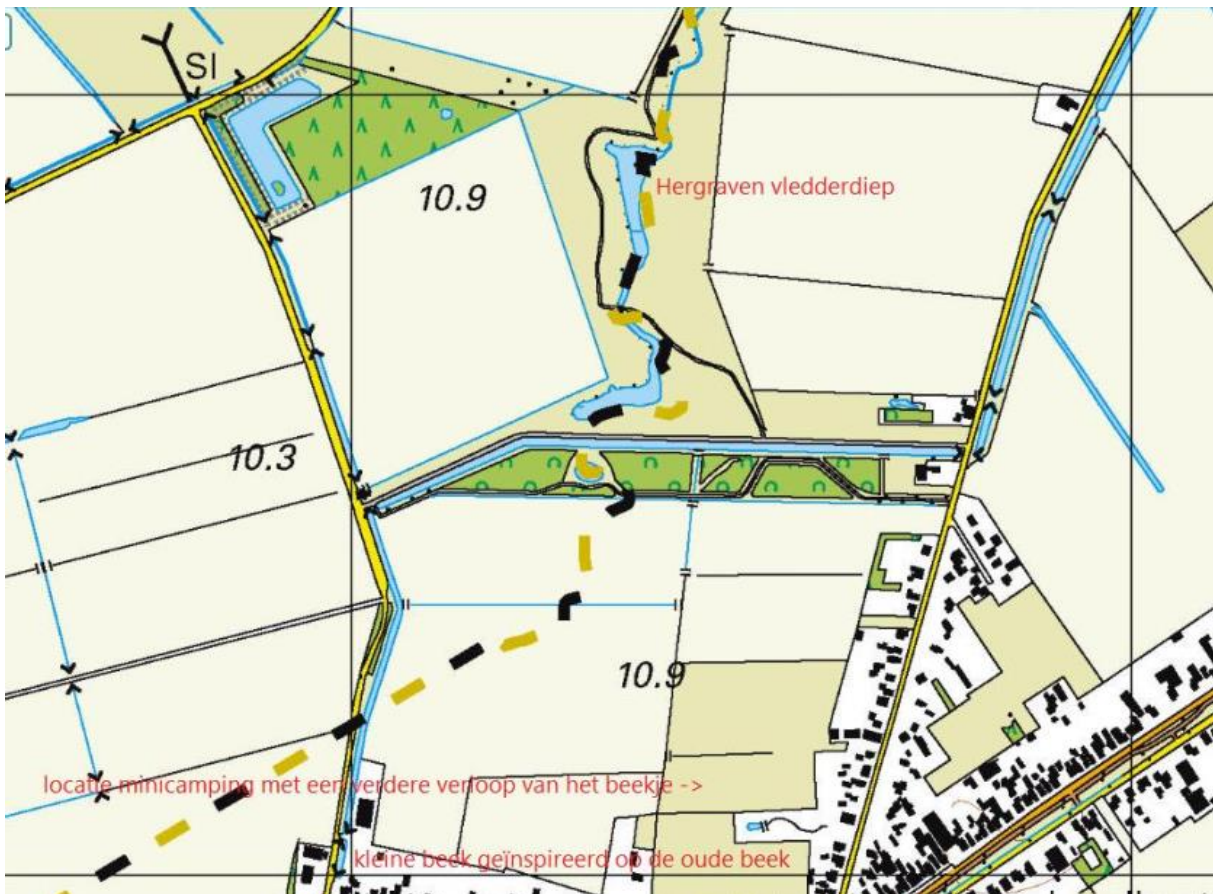 SI
10.9
Hergraven vledderdiep
10.3
10.9
locatie minicamping met een verdere verloop van het beekje ->
kleine beek geïnspireerd op de oude beek